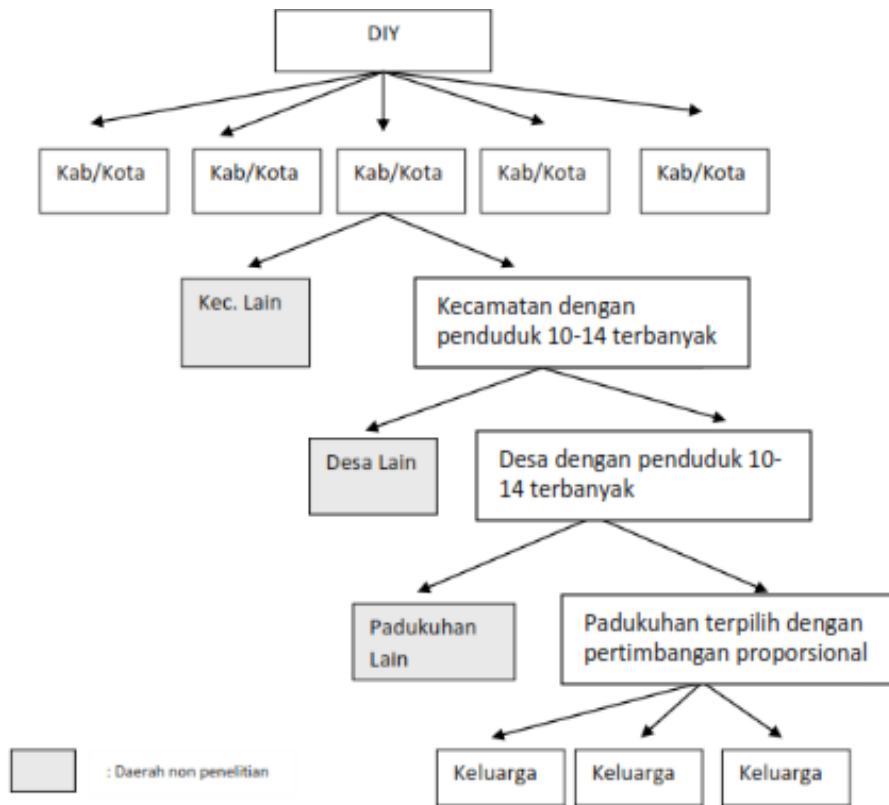 DIY
Kab/Kota
Kab/Kota
Kab/Kota
Kab/Kota
Kab/Kota
Kec. Lain
Kecamatan dengan
penduduk 10-14 terbanyak
Desa Lain
Desa dengan penduduk 10-
14 terbanyak
Padukuhan
Lain
Padukuhan terpilih dengan
pertimbangan proporsional
Keluarga
Keluarga
Keluarga
: Daerah non penelitian